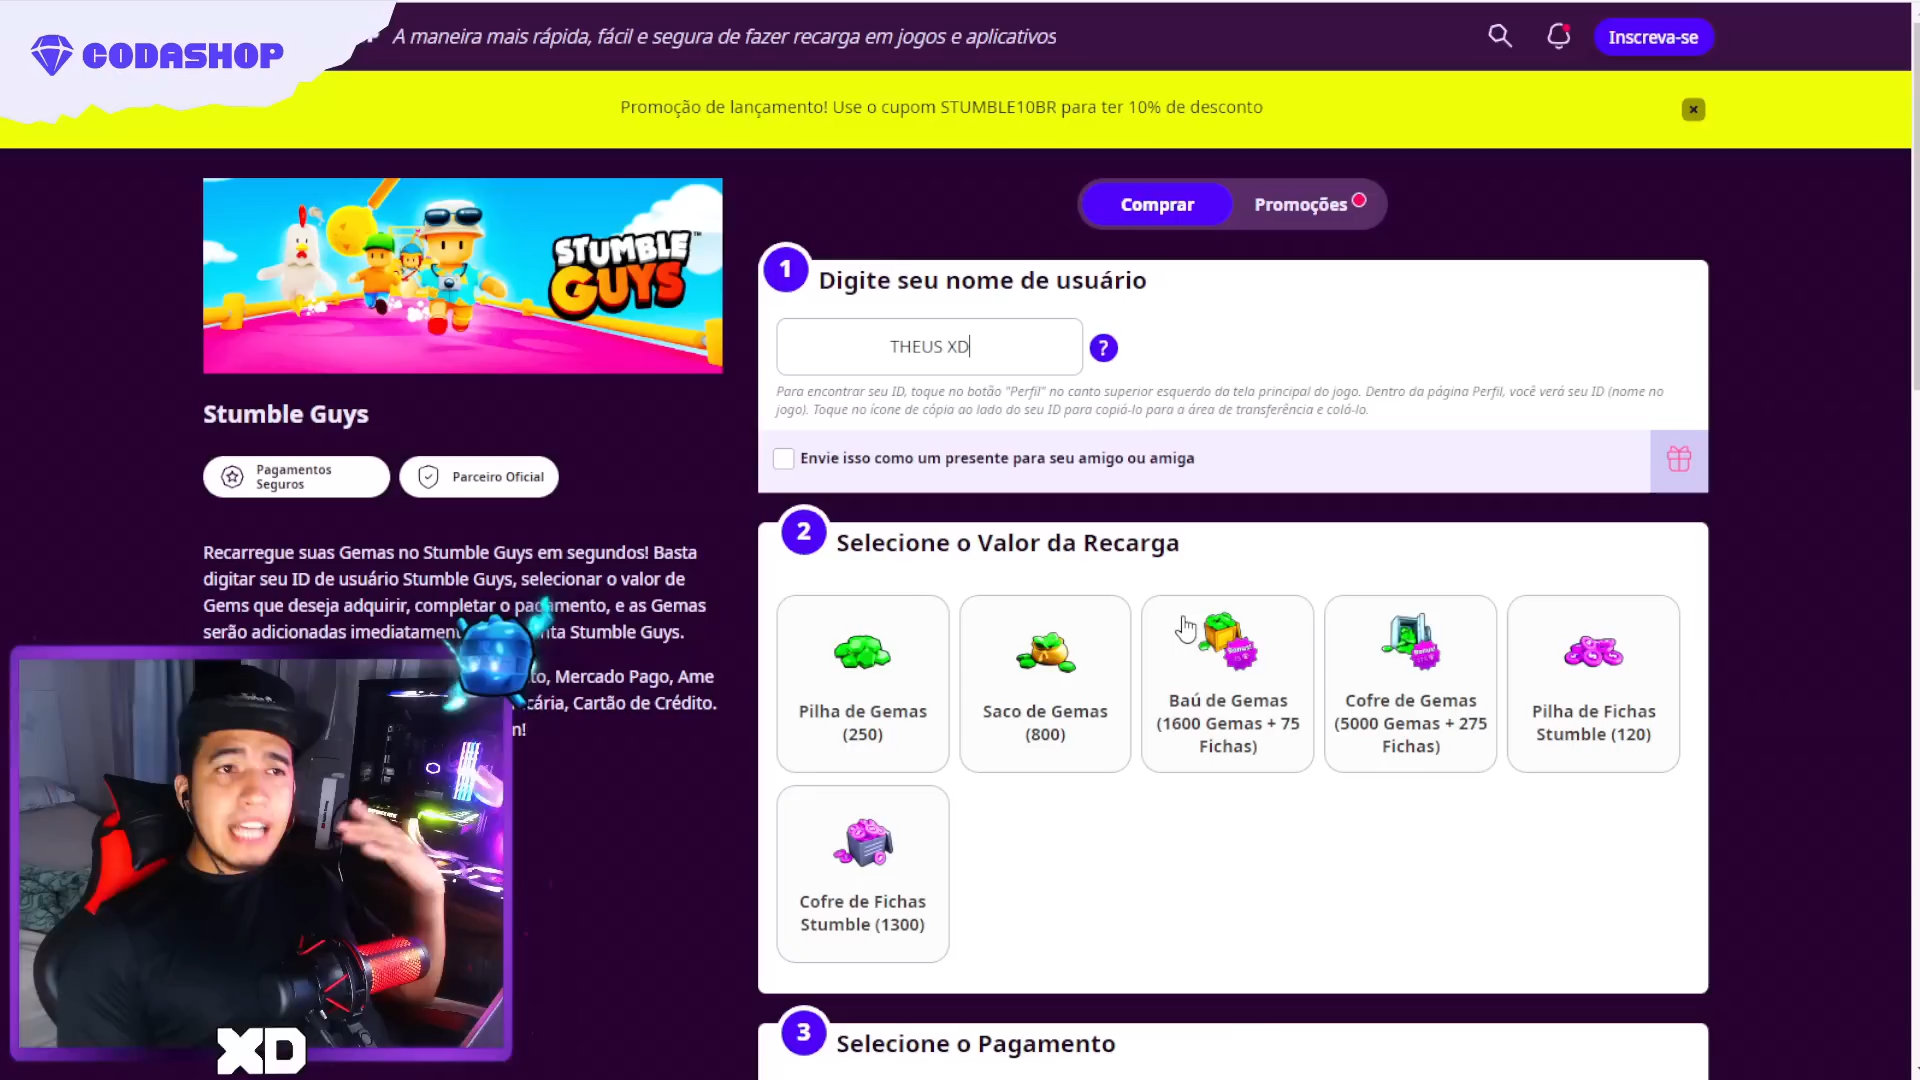 CODASHOP
A maneira mais rápida, fácil e segura de fazer recarga em jogos e aplicativos
Inscreva-se
Promoção de lançamento! Use o cupom STUMBLE10BR para ter 10% de desconto
STUMBLE
GUYS
Stumble Guys
Pagamentos
Seguros
Parceiro Oficial
Recarregue suas Gemas no Stumble Guys em segundos! Basta
digitar seu ID de usuário Stumble Guys, selecionar o valor de
Gems que deseja adquirir, completar o pagamento, e as Gemas
serão adicionadas imediatamen ta Stumble Guys.
to, Mercado Pago, Ame
cária, Cartão de Crédito.
n!
XD
Comprar
Promoções
1
Digite seu nome de usuário
THEUS XD
?
Para encontrar seu ID, toque no botão "Perfil" no canto superior esquerdo da tela principal do jogo. Dentro da página Perfil, você verá seu ID (nome no
jogo). Toque no ícone de cópia ao lado do seu ID para copiá-lo para a área de transferência e colá-lo.
Envie isso como um presente para seu amigo ou amiga
2
Selecione o Valor da Recarga
Pilha de Gemas
(250)
Saco de Gemas
(800)
Baú de Gemas
(1600 Gemas + 75
Fichas)
Cofre de Gemas
(5000 Gemas + 275
Fichas)
Pilha de Fichas
Stumble (120)
Cofre de Fichas
Stumble (1300)
3
Selecione o Pagamento